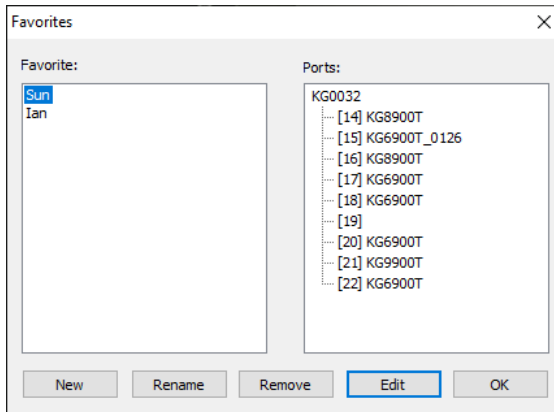 Favorites
Favorite:
Sun
Ian
Ports:
KG0032
[14] KG8900T
[15] KG6900T_0126
[16] KG8900T
[17] KG6900T
[18] KG6900T
[19]
[20] KG6900T
[21] KG9900T
[22] KG6900T
New
Rename
Remove
Edit
OK